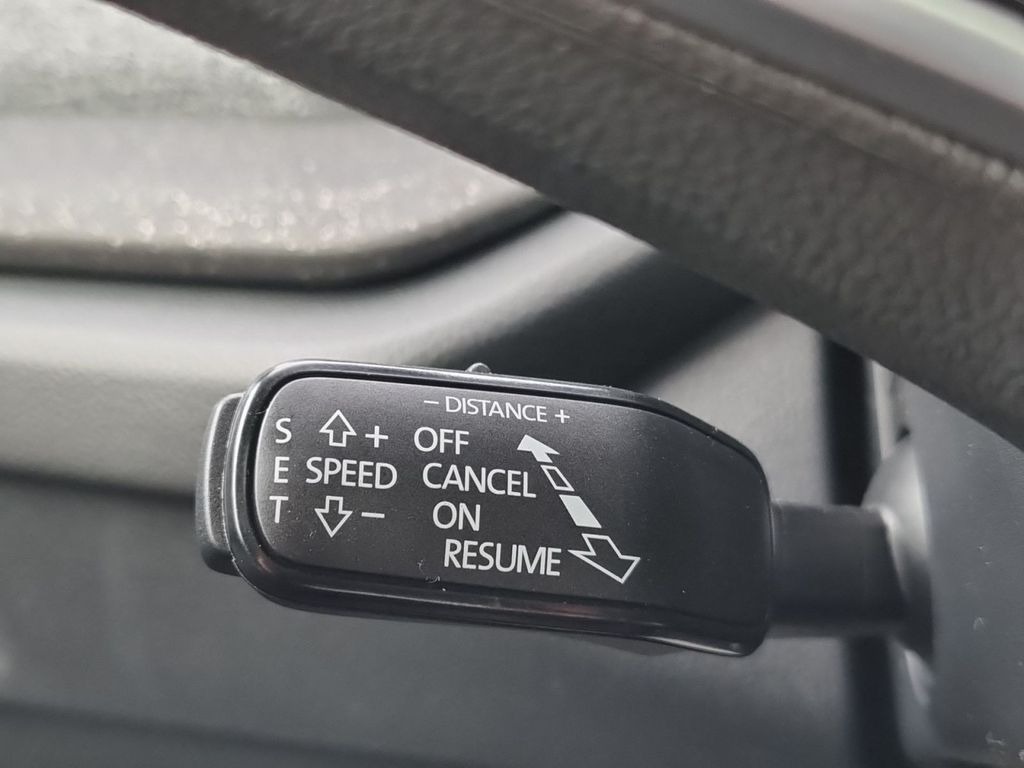 − DISTANCE +
S + OFF
E SPEED CANCEL
T − ON
RESUME